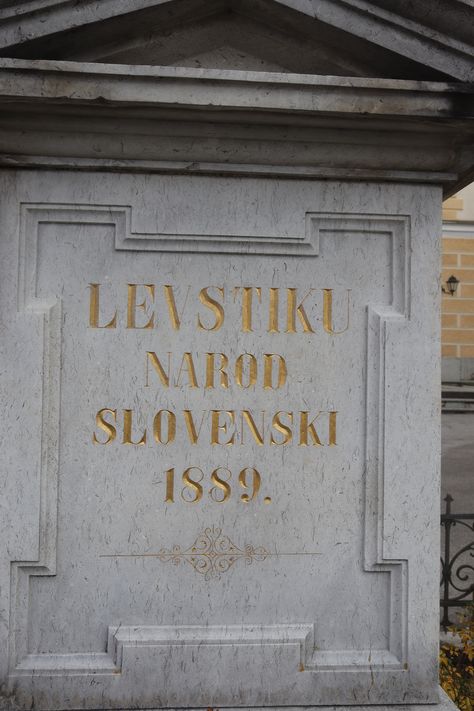 LEVSTIKU
NAROD
SLOVENSKI
1889.